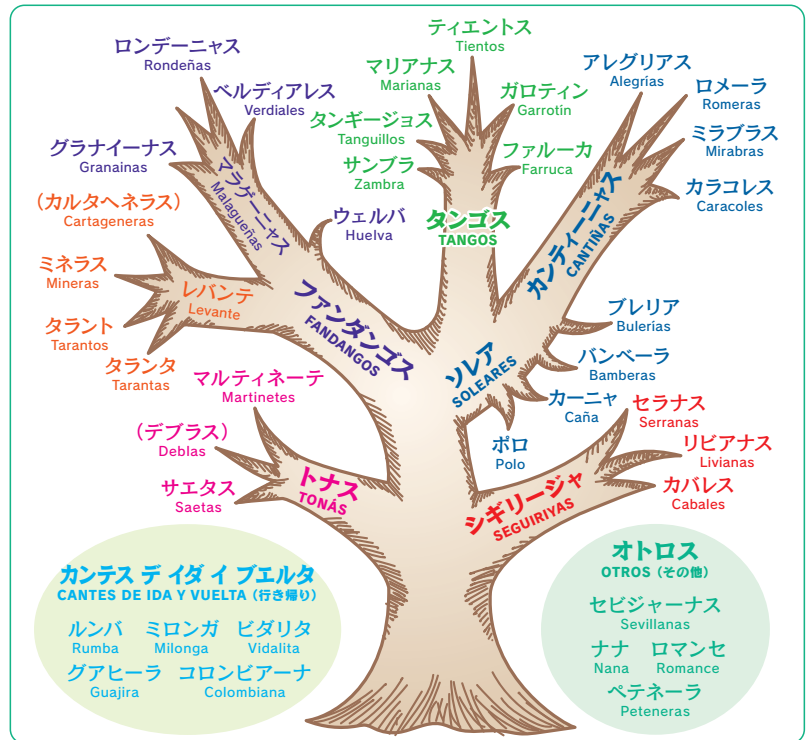 ロンデーニャス
Rondeñas
ベルディアレス
Verdiales
グラナイーナス
Granainas
マラゲーニャス
Malagueñas
ウェルバ
Huelva
(カルタヘネラス)
Cartageneras
ミネラス
Mineras
レバンテ
Levante
タラント
Tarantos
タランタ
Tarantas
ファンダンゴス
FANDANGOS
ティエントス
Tientos
マリアナス
Marianas
ガロティン
Garrotín
タンギージョス
Tanguillos
ファルーカ
Farruca
サンブラ
Zambra
タンゴス
TANGOS
アレグリアス
Alegrías
ロメーラ
Romeras
ミラブラス
Mirabras
カラコレス
Caracoles
カンティーニャス
CANTIÑAS
ソレア
SOLEARES
ブレリア
Bulerías
バンベーラ
Bamberas
カーニャ
Caña
ポロ
Polo
マルティネーテ
Martinetes
(デブラス)
Deblas
サエタス
Saetas
トナス
TONÁS
セラナス
Serranas
リビアナス
Livianas
カバレス
Cabales
シギリージャ
SEGUIRIYAS
カンテス デ イダ イ ブエルタ
CANTES DE IDA Y VUELTA (行き帰り)
ルンバ ミロンガ ビダリタ
Rumba Milonga Vidalita
グアヒーラ コロンビアーナ
Guajira Colombiana
オトロス
OTROS (その他)
セビジャーナス
Sevillanas
ナナ ロマンセ
Nana Romance
ペテネーラ
Peteneras